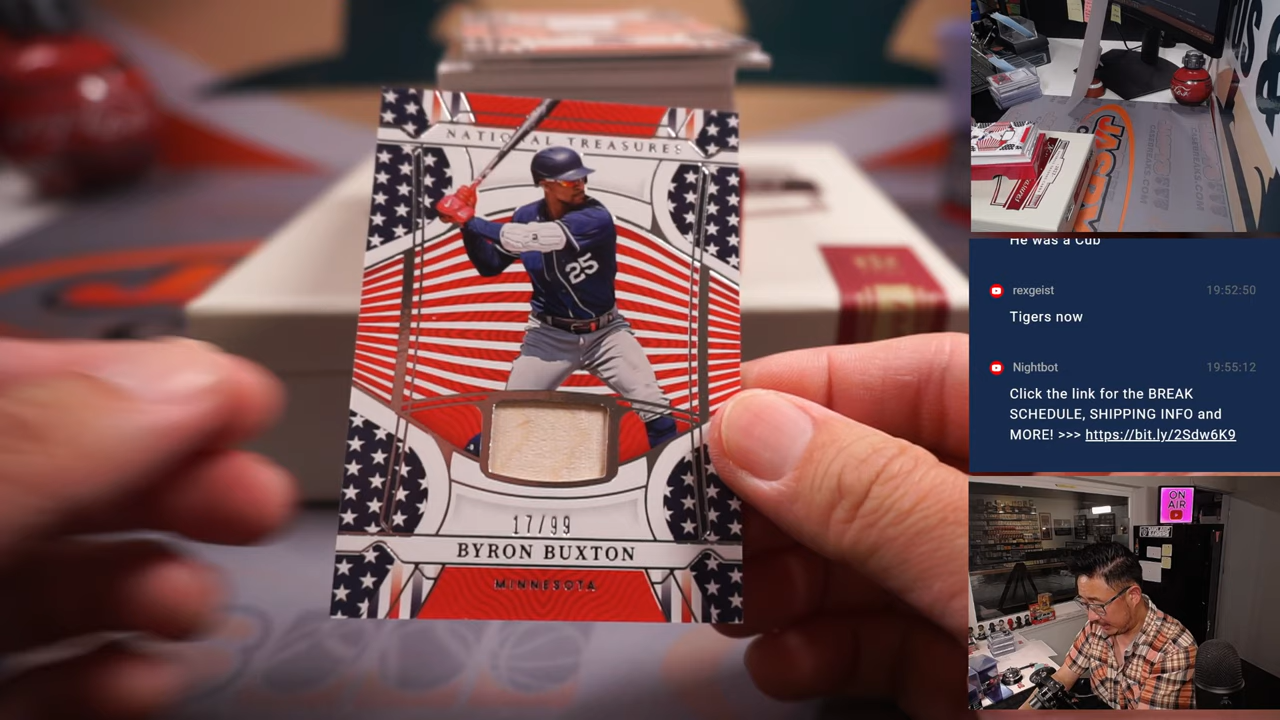 NATIONAL TREASURES
25
17/99
BYRON BUXTON
MINNESOTA
He was a Cub
rexgeist
19:52:50
Tigers now
Nightbot
19:55:12
Click the link for the BREAK
SCHEDULE, SHIPPING INFO and
MORE! >>> https://bit.ly/2Sdw6K9
ON
AIR